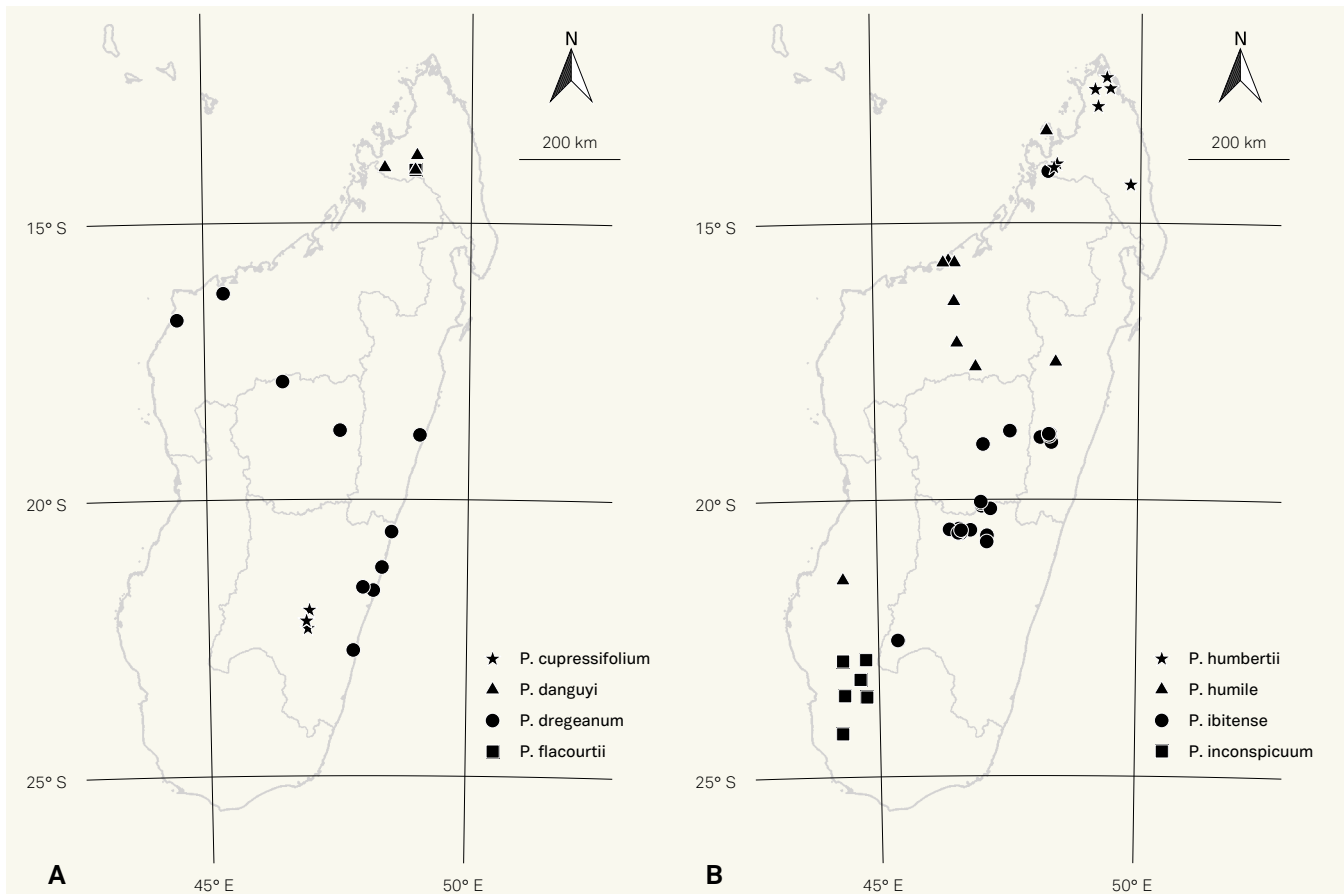 N
200 km
15° S
20° S
25° S
P. cupressifolium
P. danguyi
P. dregeanum
P. flacourtii
A
45° E
50° E
N
200 km
15° S
20° S
25° S
P. humbertii
P. humile
P. ibitense
P. inconspicuum
B
45° E
50° E